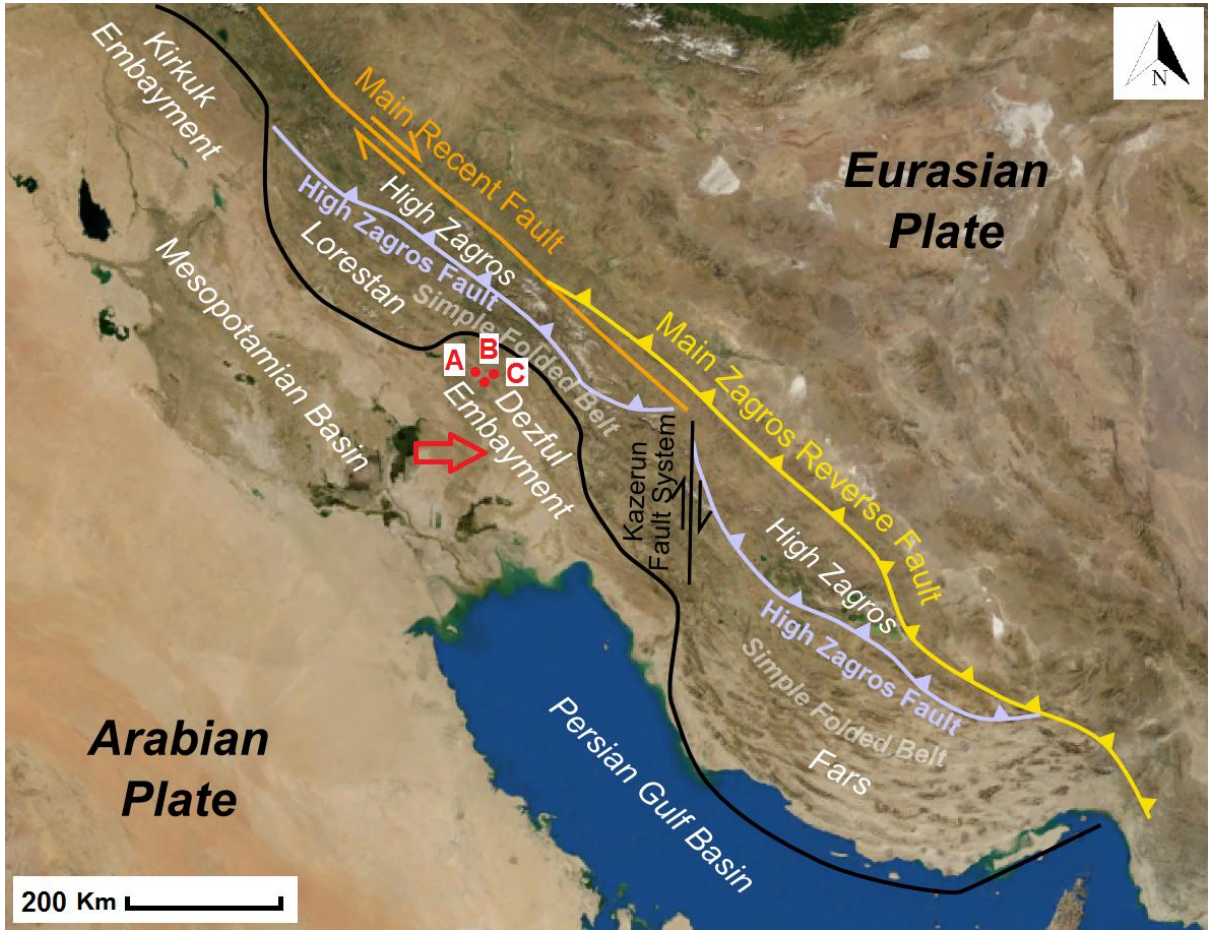 Kirkuk
Embayment
Main Recent Fault
High Zagros
High Zagros Fault
Lorestan
Simple Folded Belt
Mesopotamian Basin
A
B
C
Dezful
Embayment
N
Eurasian
Plate
Main Zagros Reverse Fault
Kazerun
Fault System
High Zagros
High Zagros Fault
Simple Folded Belt
Fars
Persian Gulf Basin
Arabian
Plate
200 Km